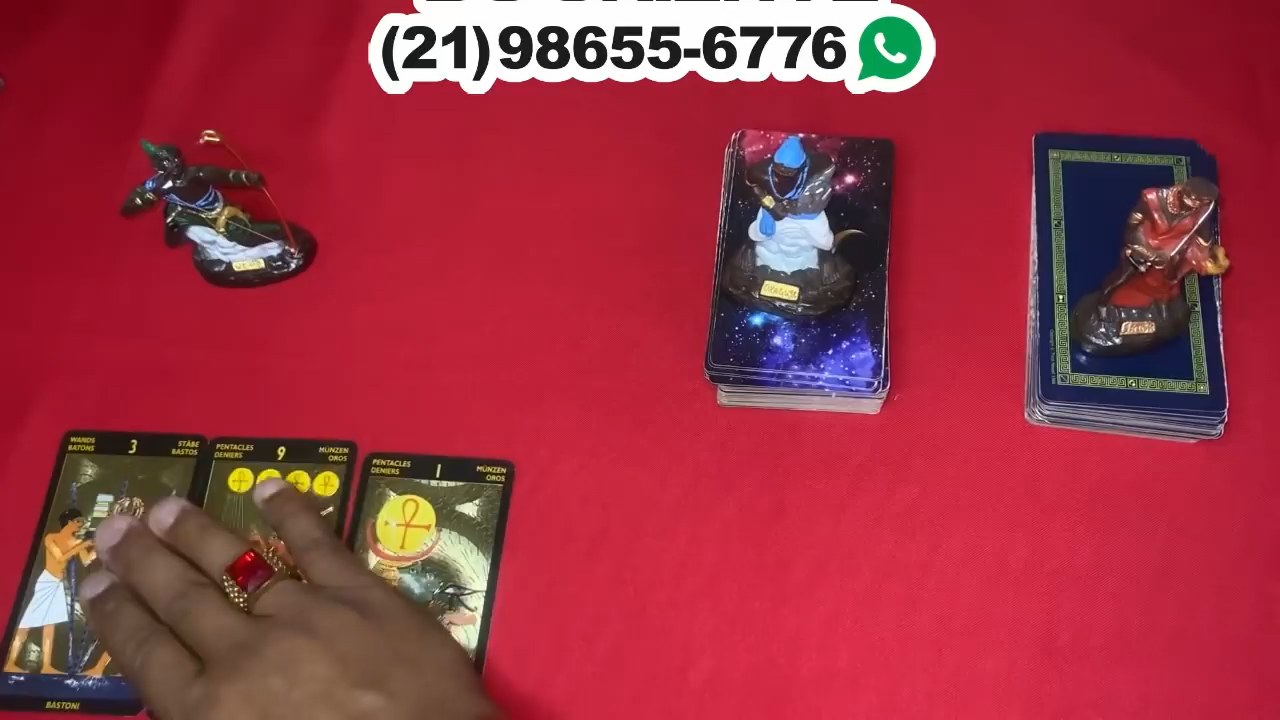 (21)98655-6776
WANDS
BATONS
3
STÄBE
BASTOS
PENTACLES
DENIERS
9
MÜNZEN
OROS
PENTACLES
DENIERS
1
MÜNZEN
OROS
BASTONI